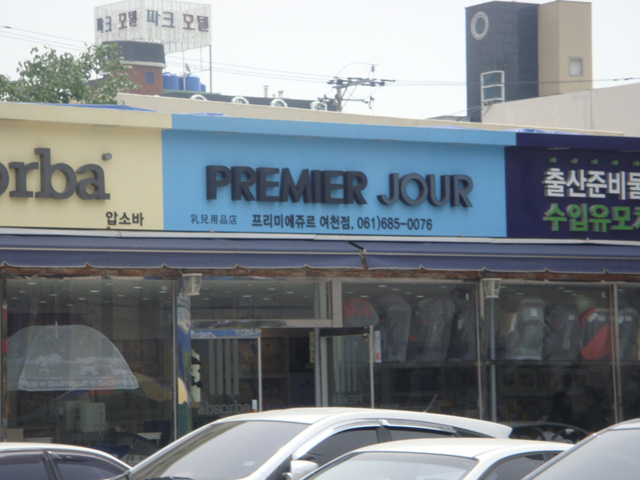 파크 모텔 파크 모텔
orba
압소바
PREMIER JOUR
乳兒用品店 프리미에쥬르 여천점. 061)685-0076
출산준비물
수입유모차
absorba